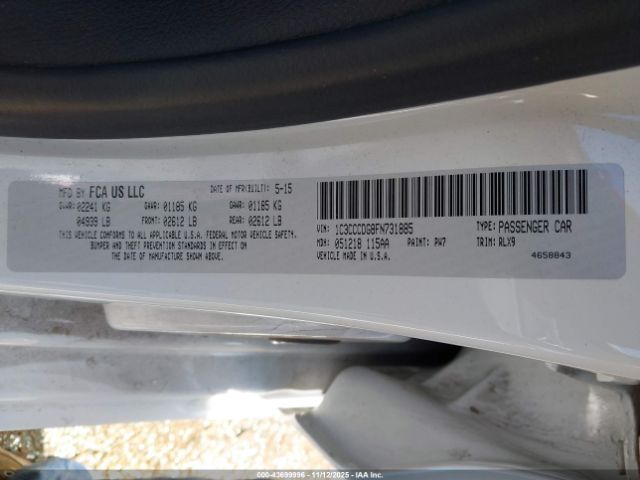 MFD BY FCA US LLC DATE OF MFR(BUILT): 5-15
GVWR: 02241 KG GAWR: 01185 KG GAWR: 01185 KG
04939 LB FRONT: 02612 LB REAR: 02612 LB
THIS VEHICLE CONFORMS TO ALL APPLICABLE U.S.A. FEDERAL MOTOR VEHICLE SAFETY,
BUMPER AND THEFT PREVENTION STANDARDS IN EFFECT ON
THE DATE OF MANUFACTURE SHOWN ABOVE.
VIN: 1C3CCCDG8FN731885 TYPE: PASSENGER CAR
MDH: 051218 115AA PAINT: PW7 TRIM: RLX9
VEHICLE MADE IN U.S.A. 4658843
000-43699996 - 11/12/2025 - IAA Inc.